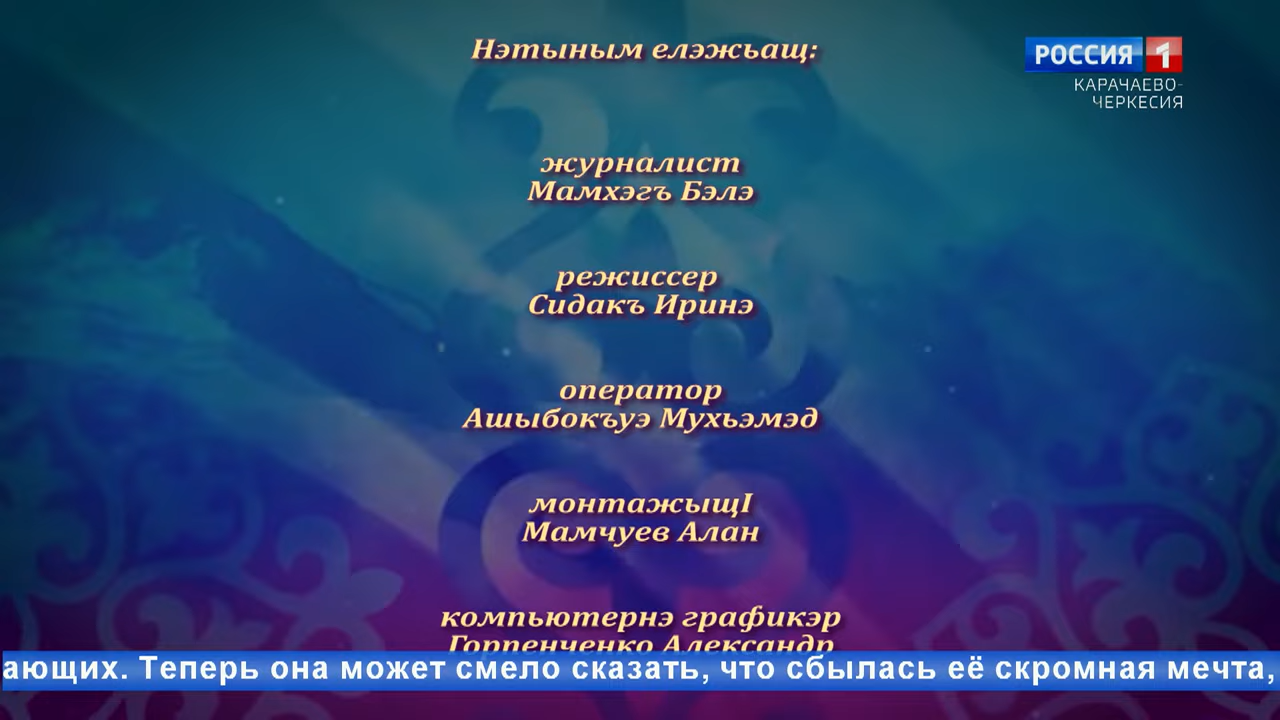 Нэтыным елэжьащ:
РОССИЯ 1
КАРАЧАЕВО-
ЧЕРКЕСИЯ
журналист
Мамхэгъ Бэлэ
режиссер
Сидакъ Иринэ
оператор
Ашыбокъуэ Мухьэмэд
монтажыщI
Мамчуев Алан
компьютернэ графикэр
Горпенченко Александр
ающих. Теперь она может смело сказать, что сбылась её скромная мечта,